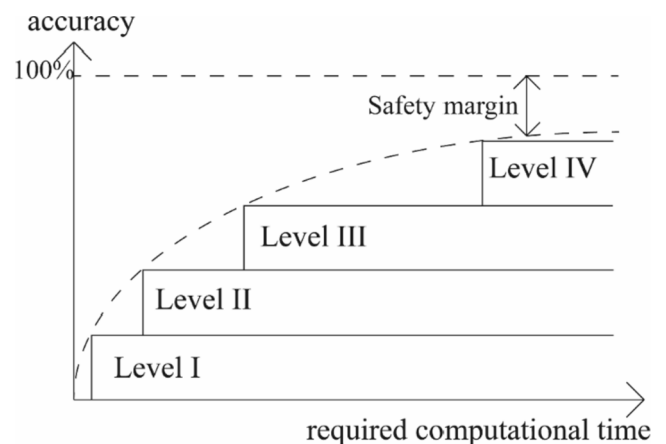 accuracy
100%
Safety margin
Level IV
Level III
Level II
Level I
required computational time